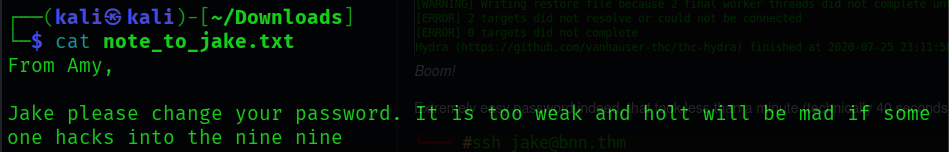 ┌──(kali㉿kali)-[~/Downloads]
└─$ cat note_to_jake.txt
From Amy,

Jake please change your password. It is too weak and holt will be mad if some
one hacks into the nine nine
[WARNING] Writing restore file because 2 final worker threads did not complete un
[ERROR] 2 targets did not resolve or could not be connected
[ERROR] 0 targets did not complete
Hydra (https://github.com/vanhauser-thc/thc-hydra) finished at 2020-07-25 23:11:5
Boom!
#ssh jake@bnn.thm